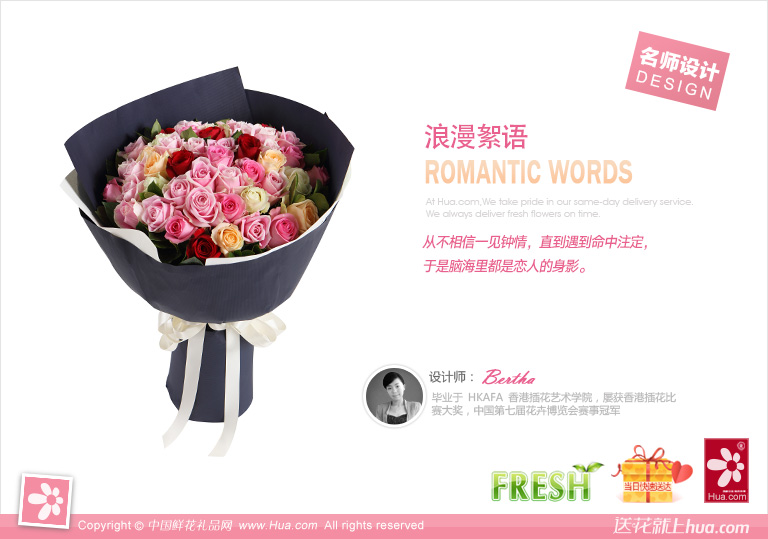 名师设计
DESIGN
浪漫絮语
ROMANTIC WORDS
At Hua.com,We take pride in our same-day delivery service.
We always deliver fresh flowers on time.
从不相信一见钟情，直到遇到命中注定，
于是脑海里都是恋人的身影。
设计师：Bertha
毕业于 HKAFA 香港插花艺术学院，屡获香港插花比
赛大奖，中国第七届花卉博览会赛事冠军
FRESH
当日快速送达
Hua.com
Copyright © 中国鲜花礼品网 www.Hua.com All rights reserved
送花就上hua.com